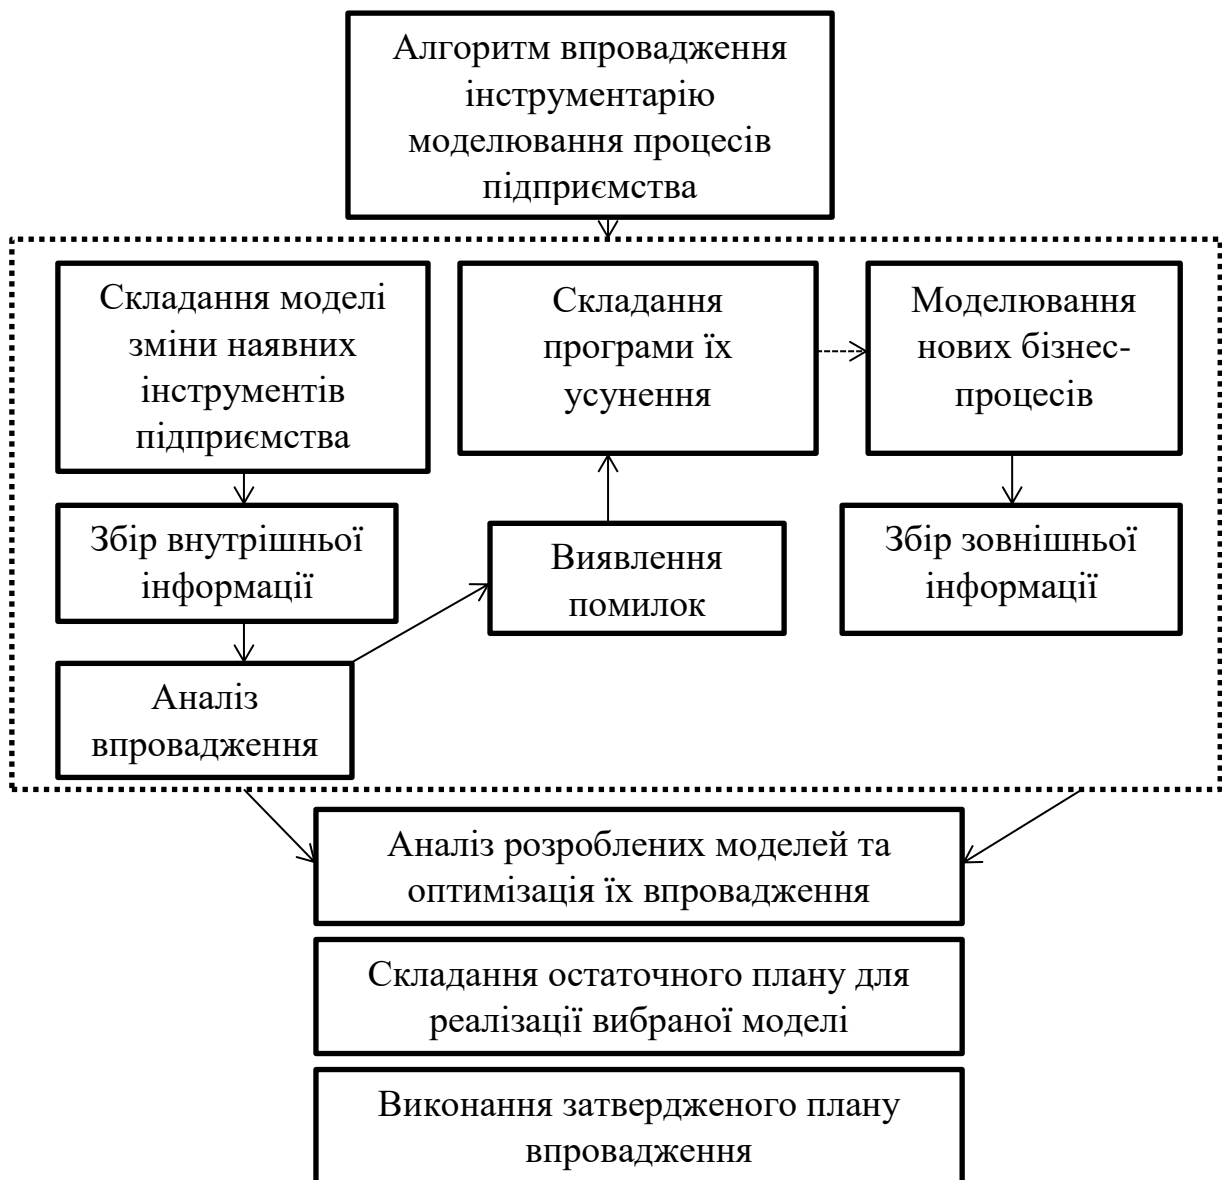 Алгоритм впровадження
інструментарію
моделювання процесів
підприємства
Складання моделі
зміни наявних
інструментів
підприємства
Складання
програми їх
усунення
Моделювання
нових бізнес-
процесів
Збір внутрішньої
інформації
Виявлення
помилок
Збір зовнішньої
інформації
Аналіз
впровадження
Аналіз розроблених моделей та
оптимізація їх впровадження
Складання остаточного плану для
реалізації вибраної моделі
Виконання затвердженого плану
впровадження